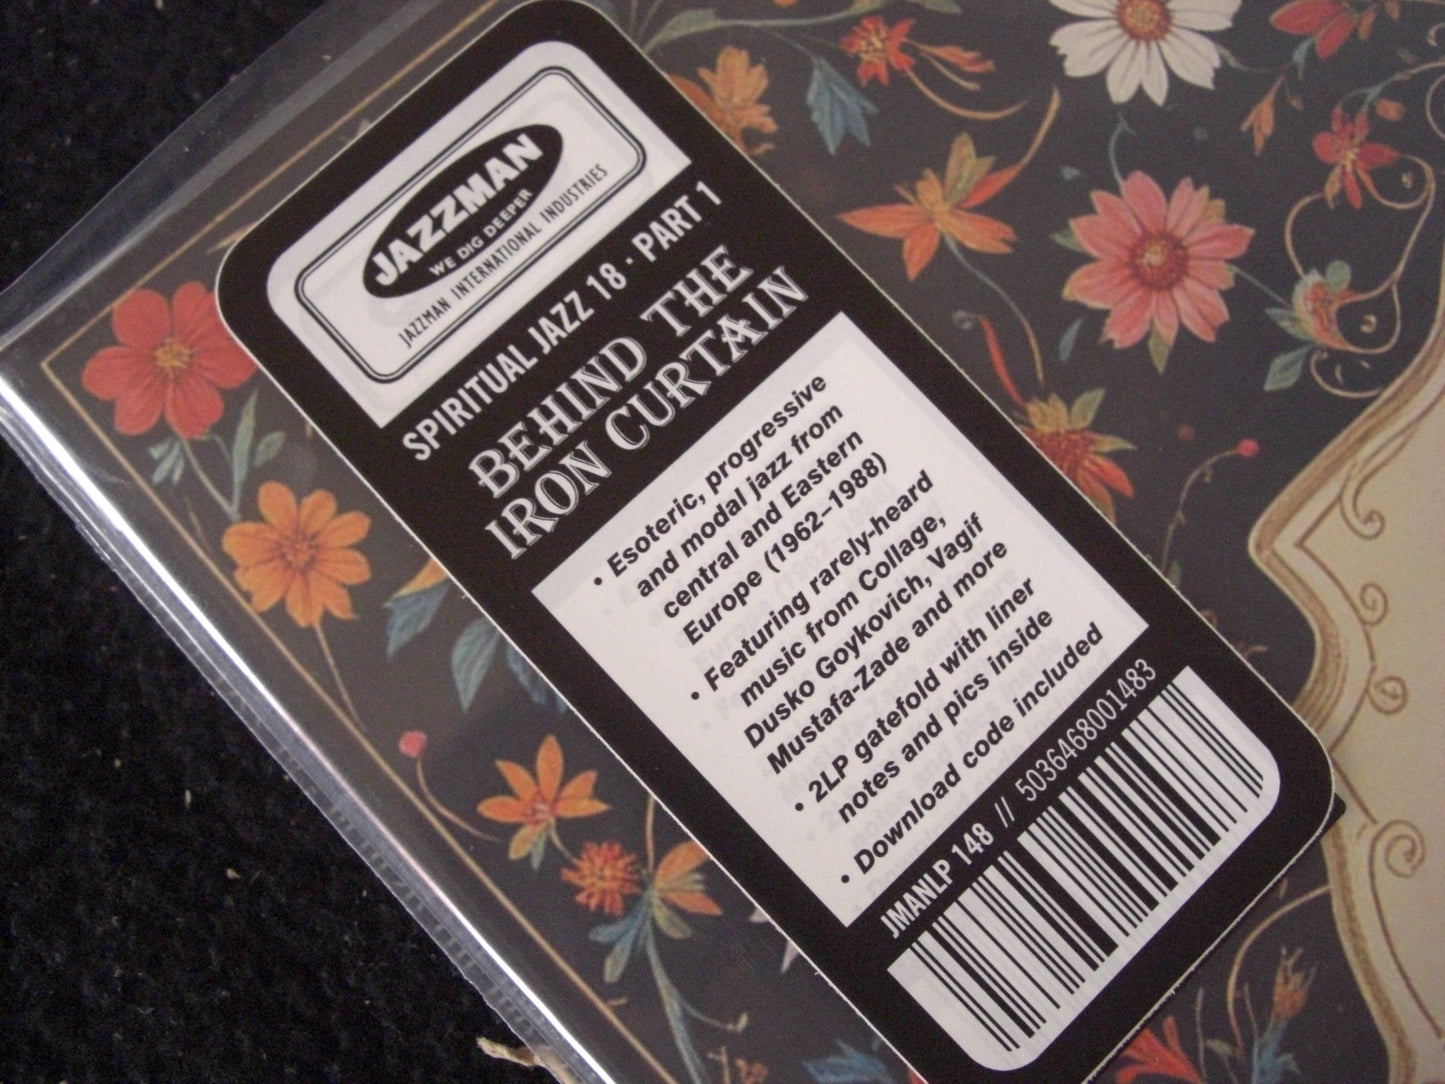 JAZZMAN
WE DIG DEEPER
JAZZMAN INTERNATIONAL INDUSTRIES
SPIRITUAL JAZZ 18 · PART 1
BEHIND THE
IRON CURTAIN
• Esoteric, progressive
and modal jazz from
central and Eastern
Europe (1962–1988)
• Featuring rarely-heard
music from Collage,
Dusko Goykovich, Vagif
Mustafa-Zade and more
• 2LP gatefold with liner
notes and pics inside
• Download code included
JMANLP 148 // 5036468001483